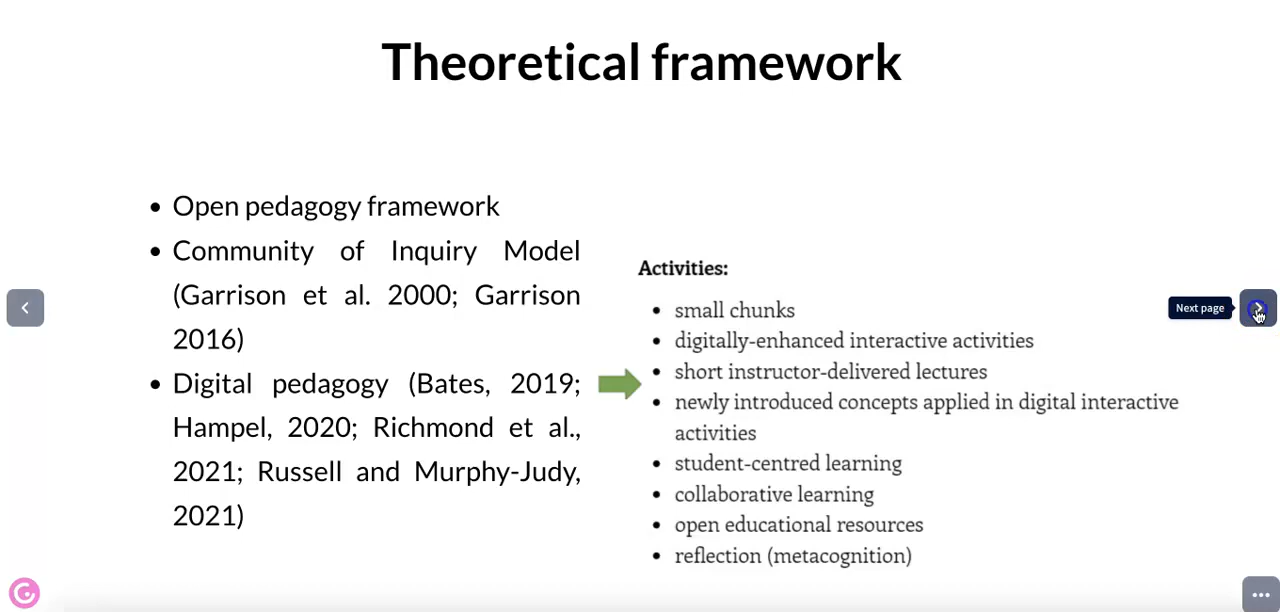 Theoretical framework
Open pedagogy framework
Community of Inquiry Model
(Garrison et al. 2000; Garrison
2016)
Digital pedagogy (Bates, 2019;
Hampel, 2020; Richmond et al.,
2021; Russell and Murphy-Judy,
2021)
Activities:
small chunks
digitally-enhanced interactive activities
short instructor-delivered lectures
newly introduced concepts applied in digital interactive
activities
student-centred learning
collaborative learning
open educational resources
reflection (metacognition)
Next page